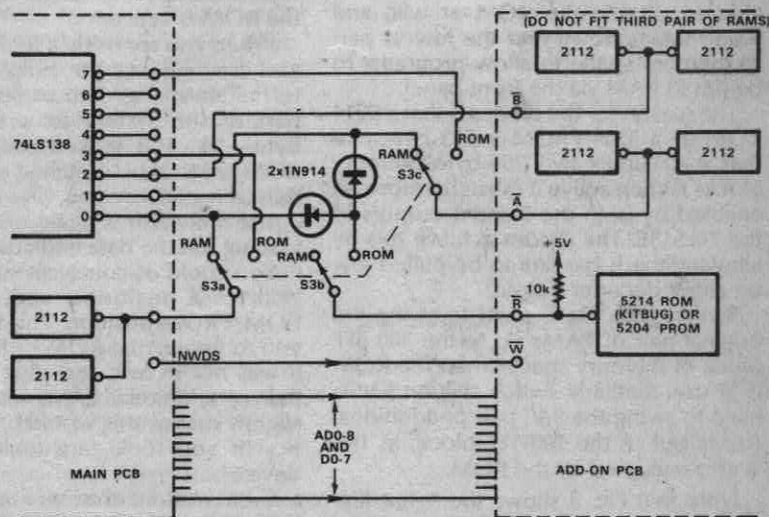 (DO NOT FIT THIRD PAIR OF RAMS)
2112
2112
7
6
5
4
3
2
1
0
74LS138
B
2112
2112
ROM
RAM
S3c
2x1N914
A
RAM
ROM
RAM
ROM
S3a
S3b
+5V
10k
R
5214 ROM
(KITBUG) OR
5204 PROM
2112
2112
NWDS
W
AD0-8
AND
D0-7
MAIN PCB
ADD-ON PCB